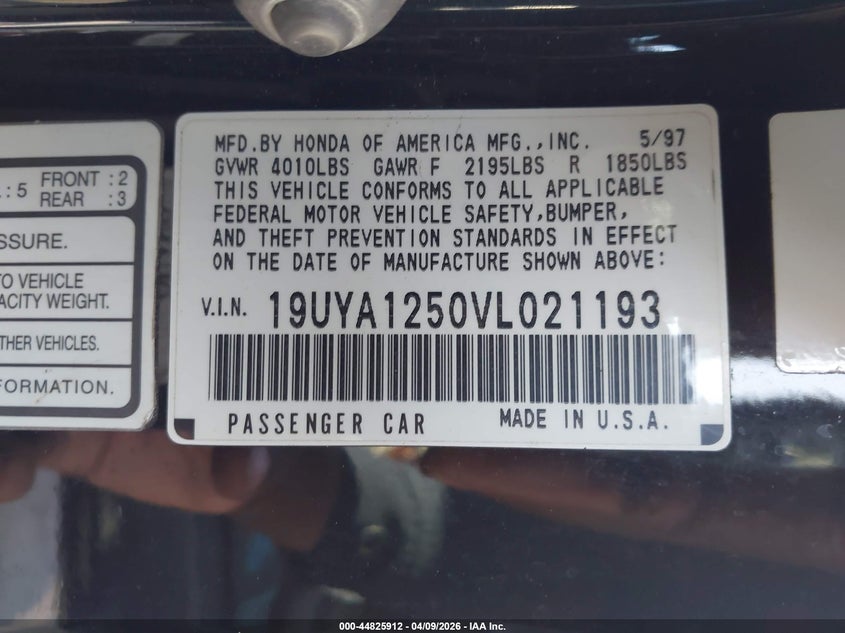 .: 5 FRONT : 2
REAR : 3
SSURE.
TO VEHICLE
ACITY WEIGHT.
THER VEHICLES.
FORMATION.
MFD.BY HONDA OF AMERICA MFG.,INC. 5/97
GVWR 4010LBS GAWR F 2195LBS R 1850LBS
THIS VEHICLE CONFORMS TO ALL APPLICABLE
FEDERAL MOTOR VEHICLE SAFETY,BUMPER,
AND THEFT PREVENTION STANDARDS IN EFFECT
ON THE DATE OF MANUFACTURE SHOWN ABOVE:
V.I.N. 19UYA1250VL021193
PASSENGER CAR MADE IN U.S.A.
000-44825912 - 04/09/2026 - IAA Inc.